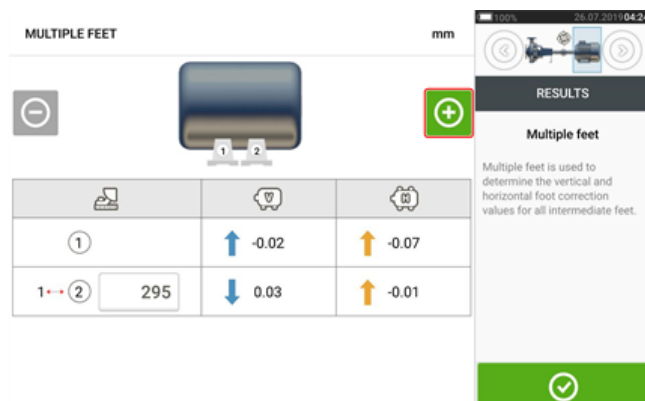 MULTIPLE FEET
mm
1 2
V H
1 -0.02 -0.07
1 2 295 0.03 -0.01
100% 26.07.2019 04:24
RESULTS
Multiple feet
Multiple feet is used to
determine the vertical and
horizontal foot correction
values for all intermediate feet.